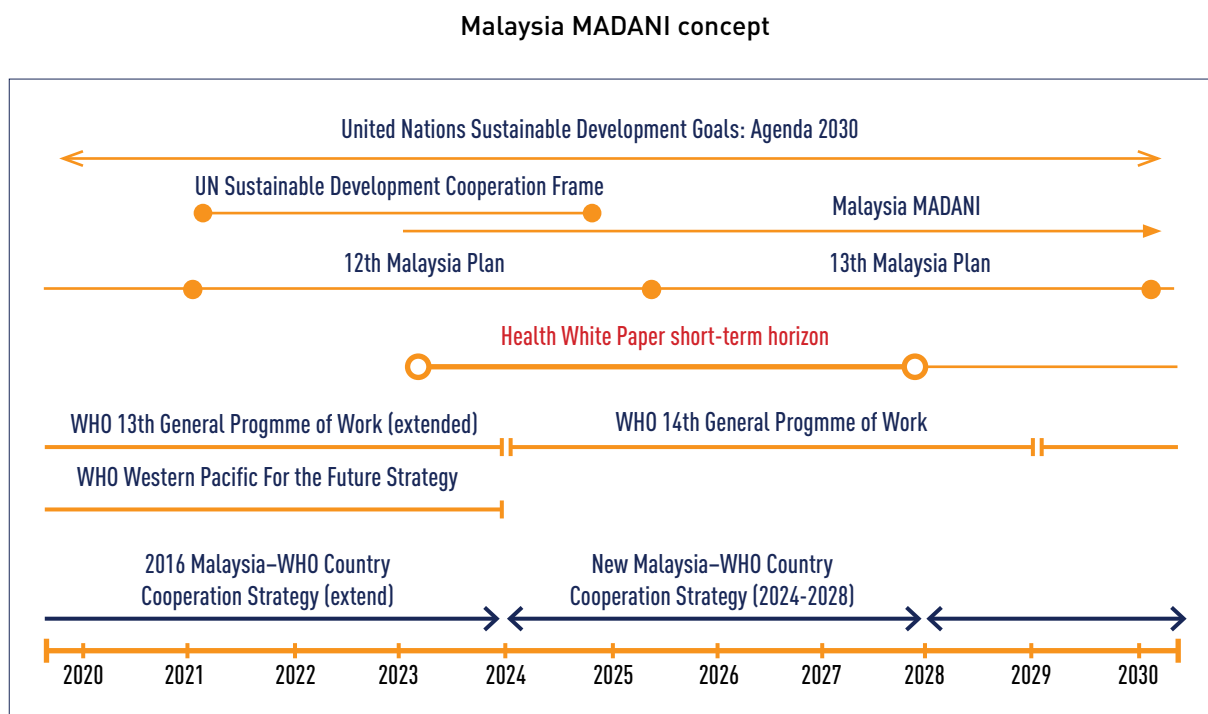 Malaysia MADANI concept
United Nations Sustainable Development Goals: Agenda 2030
UN Sustainable Development Cooperation Frame
Malaysia MADANI
12th Malaysia Plan
13th Malaysia Plan
Health White Paper short-term horizon
WHO 13th General Progmme of Work (extended)
WHO 14th General Progmme of Work
WHO Western Pacific For the Future Strategy
2016 Malaysia–WHO Country
Cooperation Strategy (extend)
New Malaysia–WHO Country
Cooperation Strategy (2024-2028)
2020 2021 2022 2023 2024 2025 2026 2027 2028 2029 2030